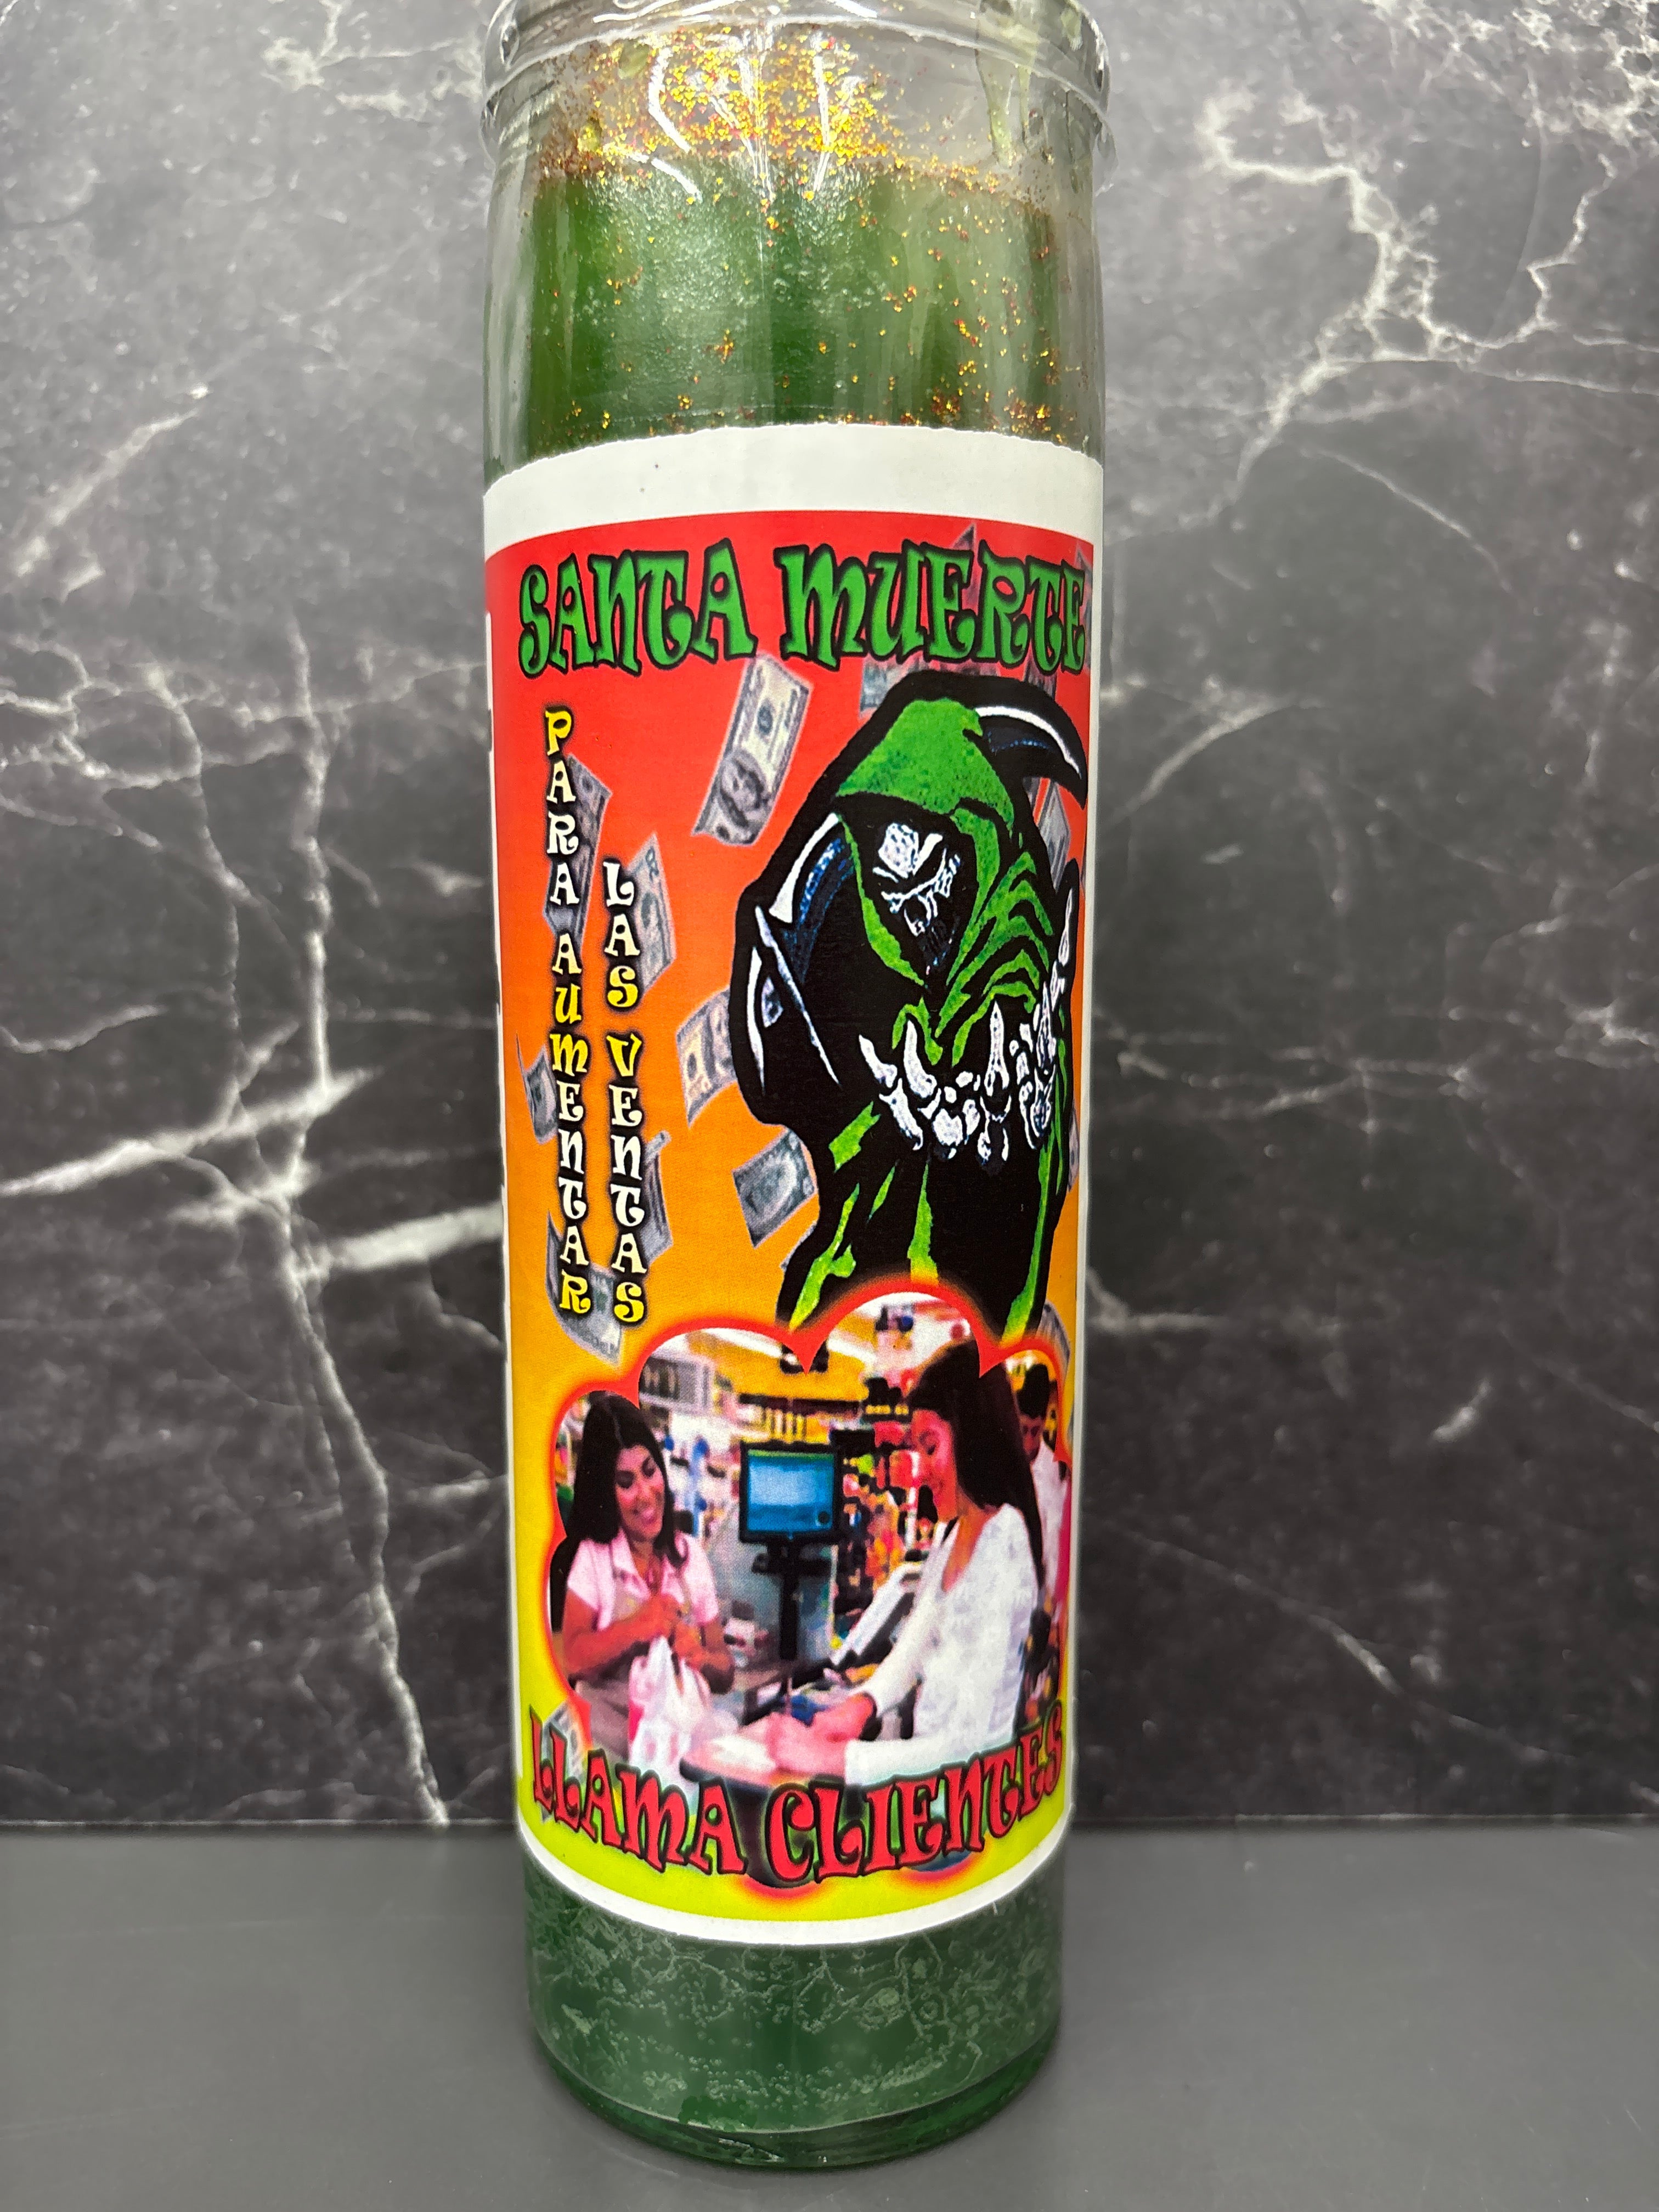 SANTA MUERTE
PARA AUMENTAR
LAS VENTAS
LLAMA CLIENTES